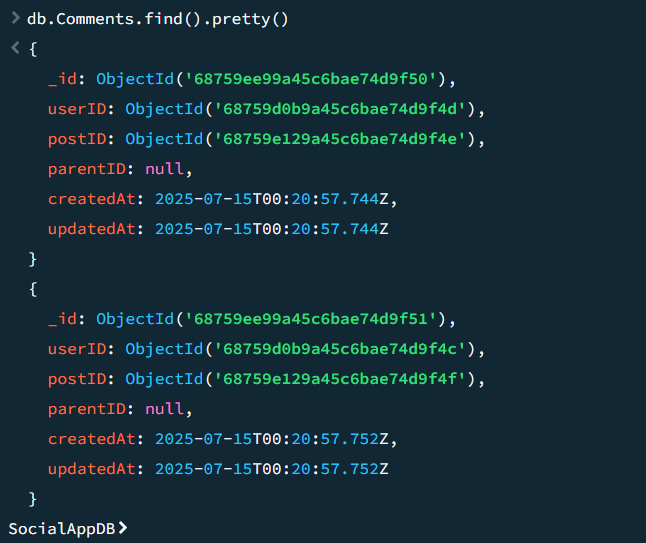 > db.Comments.find().pretty()
< {
_id: ObjectId('68759ee99a45c6bae74d9f50'),
userID: ObjectId('68759d0b9a45c6bae74d9f4d'),
postID: ObjectId('68759e129a45c6bae74d9f4e'),
parentID: null,
createdAt: 2025-07-15T00:20:57.744Z,
updatedAt: 2025-07-15T00:20:57.744Z
}
{
_id: ObjectId('68759ee99a45c6bae74d9f51'),
userID: ObjectId('68759d0b9a45c6bae74d9f4c'),
postID: ObjectId('68759e129a45c6bae74d9f4f'),
parentID: null,
createdAt: 2025-07-15T00:20:57.752Z,
updatedAt: 2025-07-15T00:20:57.752Z
}
SocialAppDB>